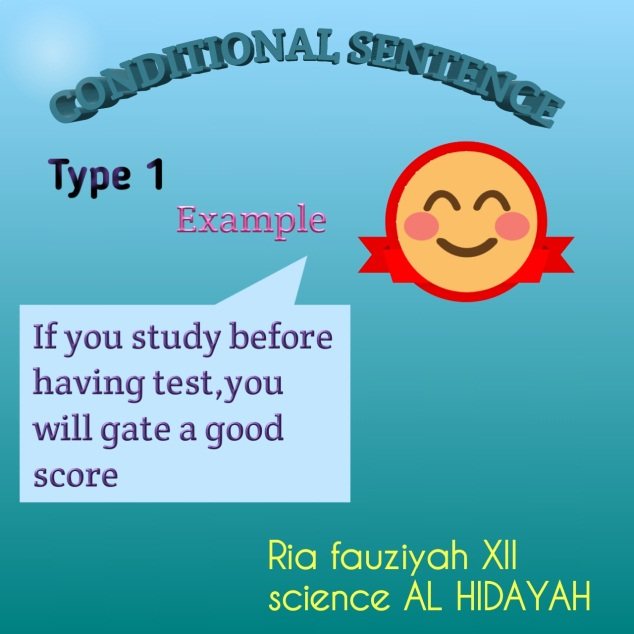 CONDITIONAL SENTENCE
Type 1
Example
If you study before
having test,you
will gate a good
score
Ria fauziyah XII
science AL HIDAYAH